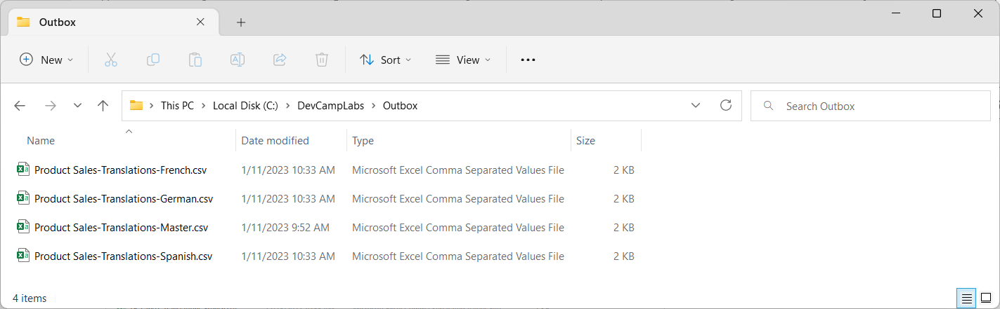 Outbox
New Sort View
This PC Local Disk (C:) DevCampLabs Outbox Search Outbox
Name Date modified Type Size
Product Sales-Translations-French.csv 1/11/2023 10:33 AM Microsoft Excel Comma Separated Values File 2 KB
Product Sales-Translations-German.csv 1/11/2023 10:33 AM Microsoft Excel Comma Separated Values File 2 KB
Product Sales-Translations-Master.csv 1/11/2023 9:52 AM Microsoft Excel Comma Separated Values File 2 KB
Product Sales-Translations-Spanish.csv 1/11/2023 10:33 AM Microsoft Excel Comma Separated Values File 2 KB
4 items